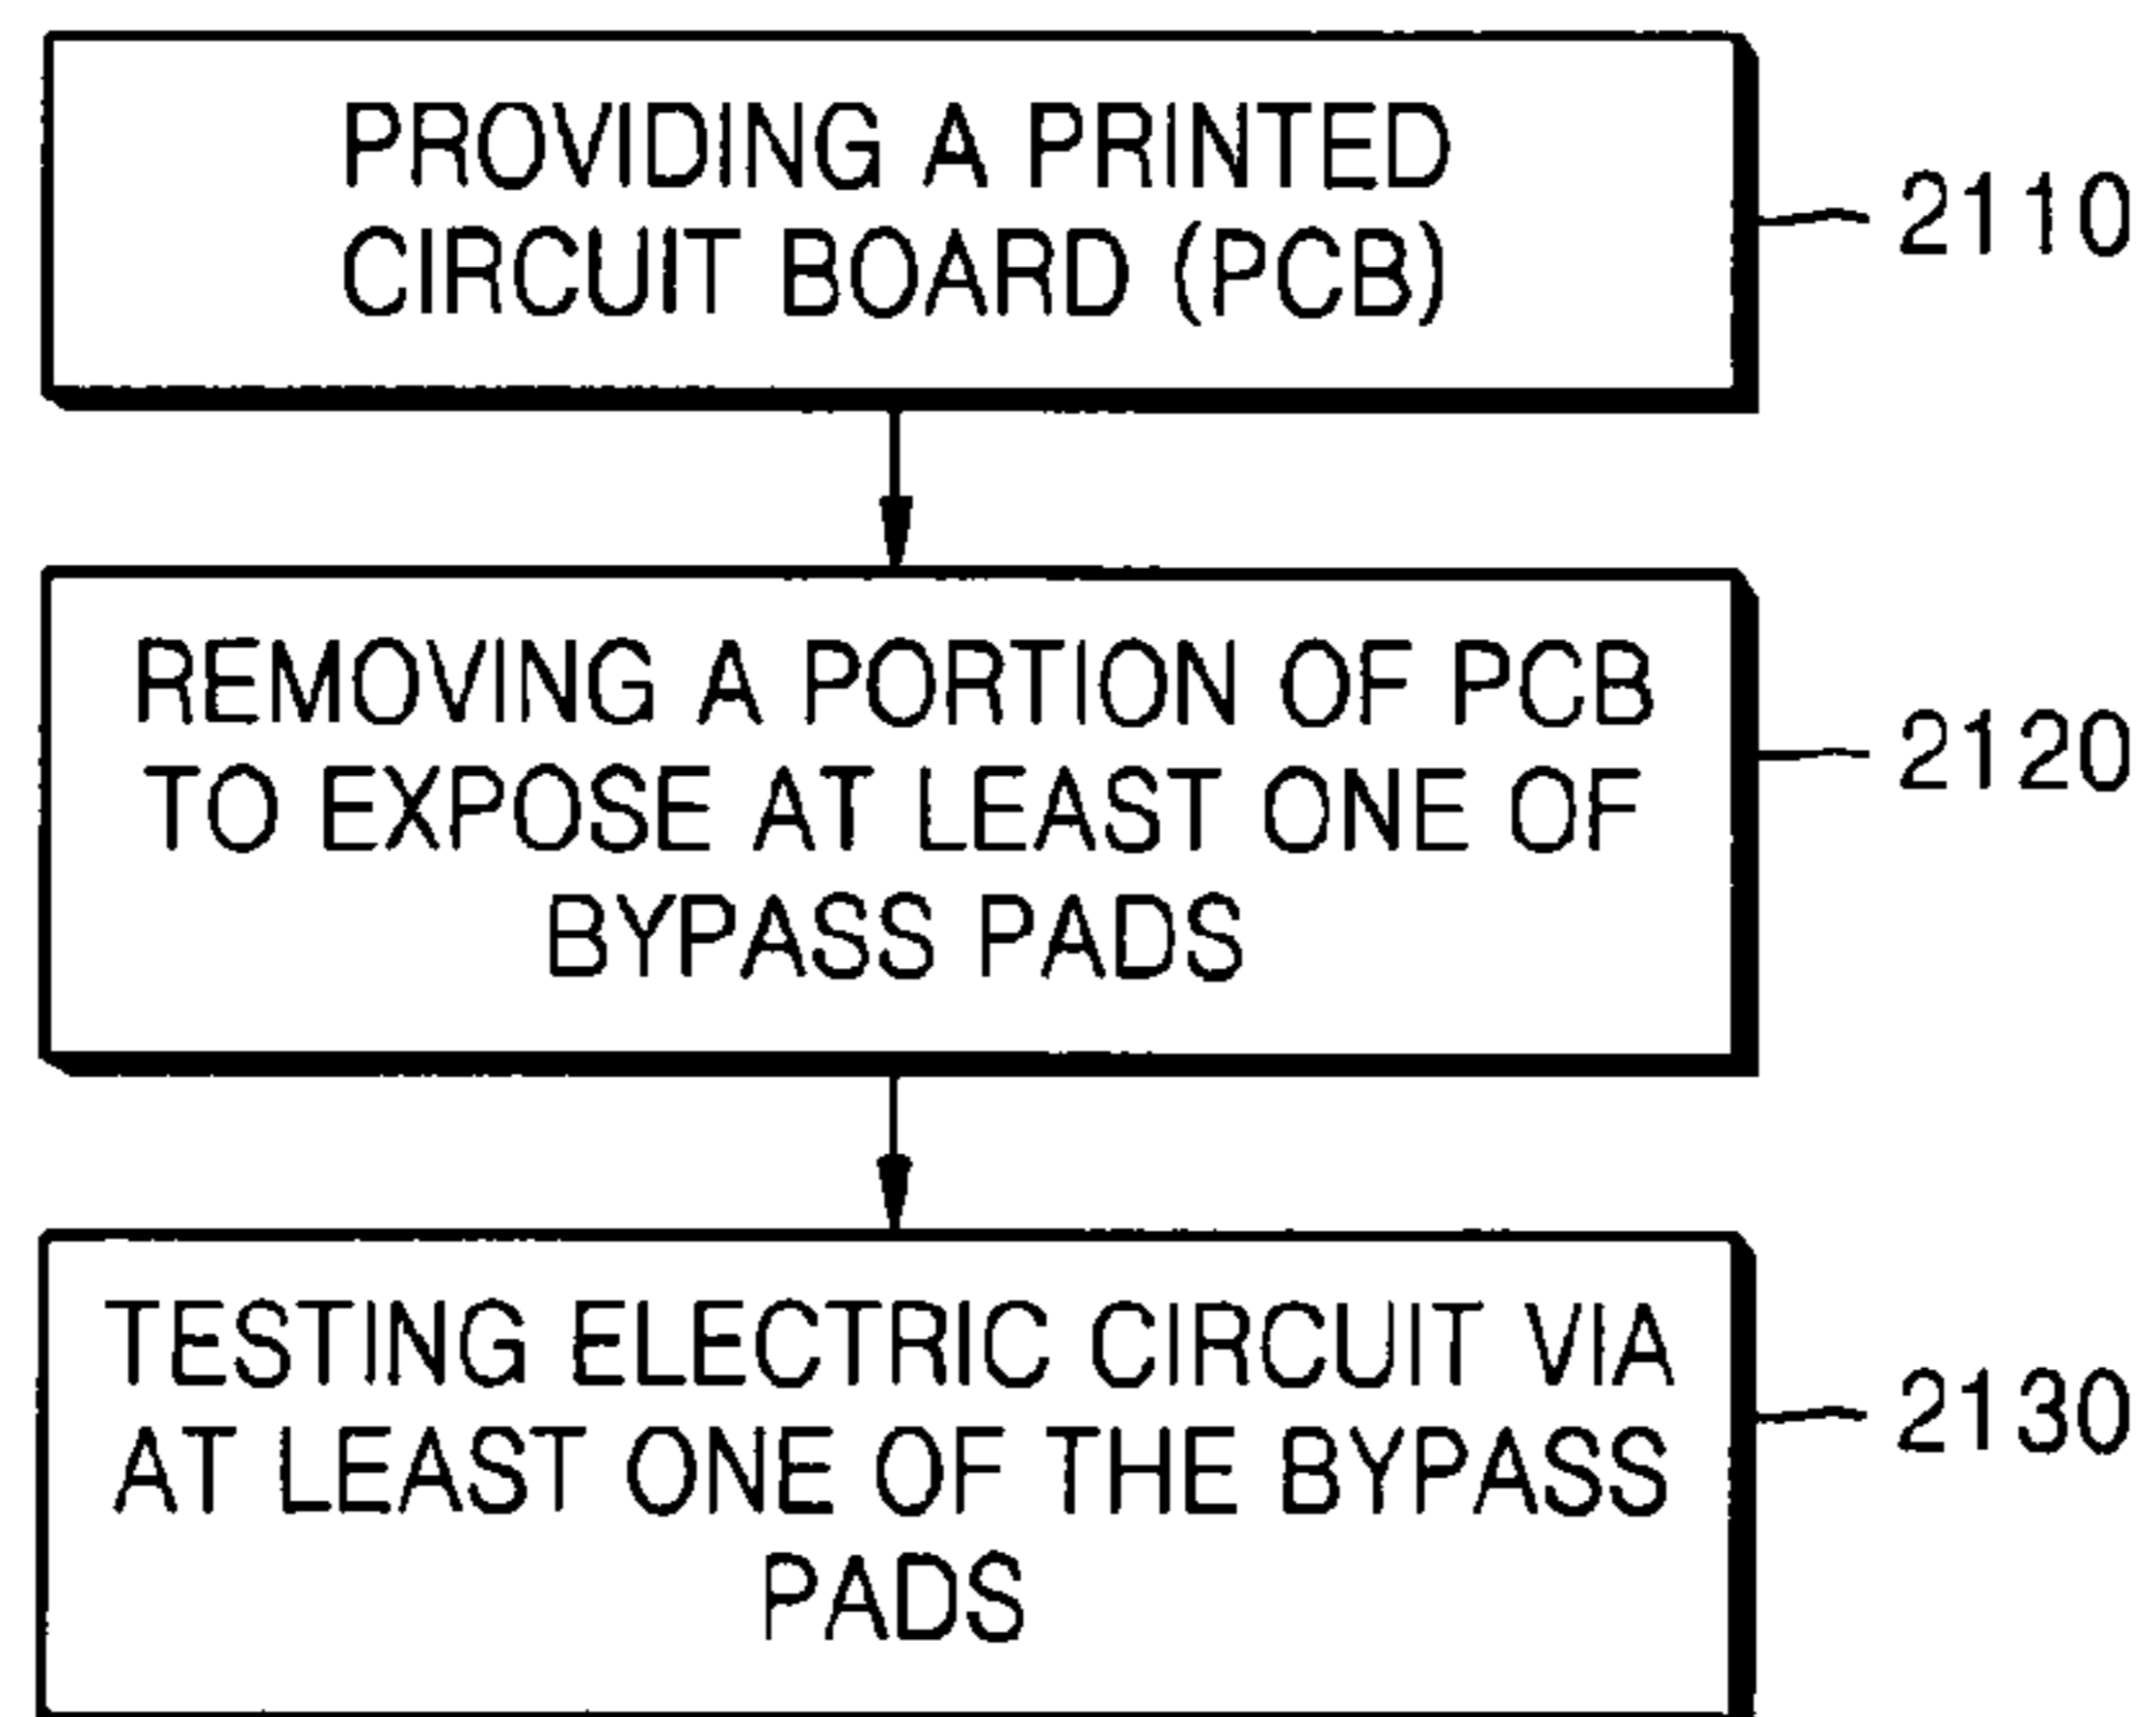 PROVIDING A PRINTED
CIRCUIT BOARD (PCB)
2110
REMOVING A PORTION OF PCB
TO EXPOSE AT LEAST ONE OF
BYPASS PADS
2120
TESTING ELECTRIC CIRCUIT VIA
AT LEAST ONE OF THE BYPASS
PADS
2130